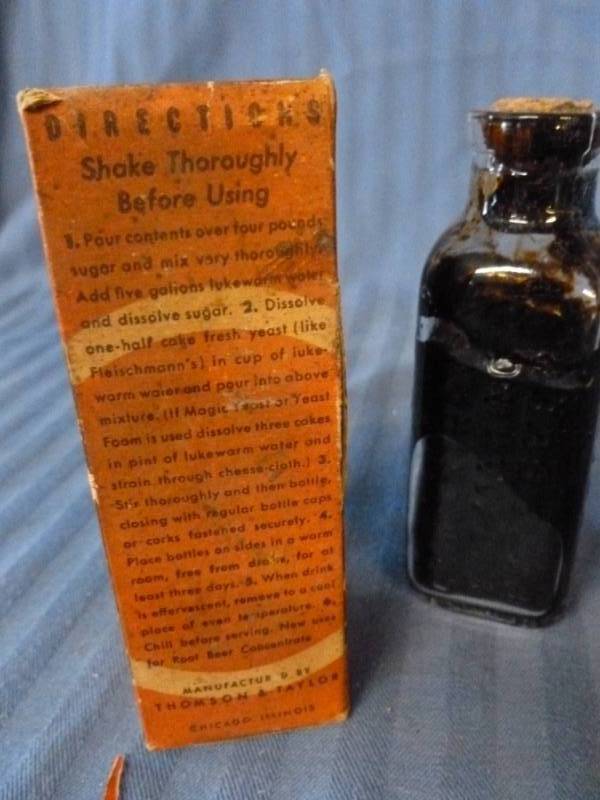 DIRECTIONS
Shake Thoroughly
Before Using
1. Pour contents over four pounds
sugar and mix very thoroughly.
Add five gallons lukewarm water
and dissolve sugar. 2. Dissolve
one-half cake fresh yeast (like
Fleischmann's) in cup of luke-
warm water and pour into above
mixture. (If Magic Yeast or Yeast
Foam is used dissolve three cakes
in pint of lukewarm water and
strain through cheese-cloth.) 3.
Stir thoroughly and then bottle,
closing with regular bottle caps
or corks fastened securely. 4.
Place bottles on sides in a warm
room, free from drafts, for at
least three days. 5. When drink
is effervescent, remove to a cool
place of even temperature. 6.
Chill before serving. New uses
for Root Beer Concentrate
MANUFACTURED BY
THOMSON & TAYLOR
CHICAGO, ILLINOIS